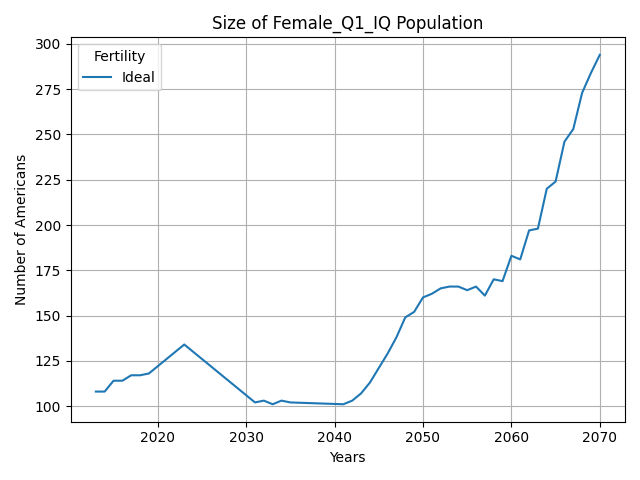 Size of Female_Q1_IQ Population
Fertility
Ideal
Number of Americans
300
275
250
225
200
175
150
125
100
2020 2030 2040 2050 2060 2070
Years